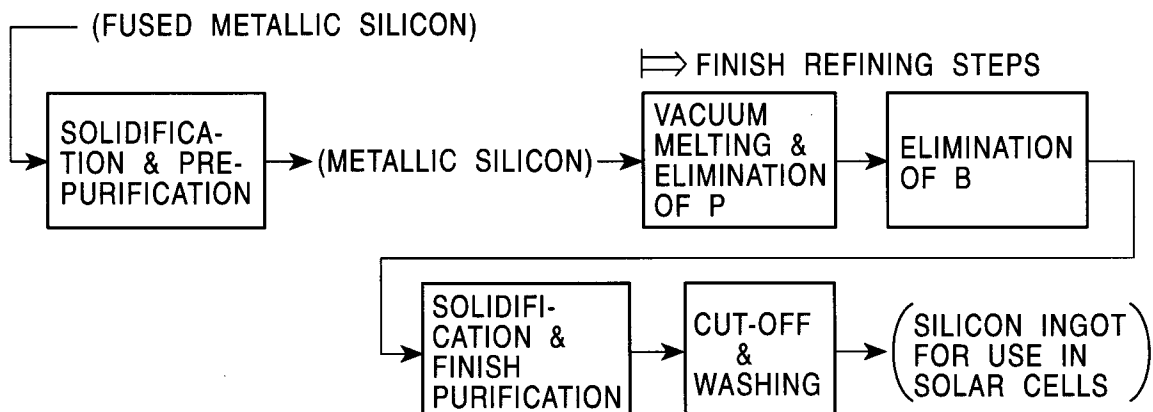 (FUSED METALLIC SILICON)
FINISH REFINING STEPS
SOLIDIFICA-
TION & PRE-
PURIFICATION
(METALLIC SILICON)
VACUUM
MELTING &
ELIMINATION
OF P
ELIMINATION
OF B
SOLIDIFI-
CATION &
FINISH
PURIFICATION
CUT-OFF
&
WASHING
(SILICON INGOT
FOR USE IN
SOLAR CELLS)